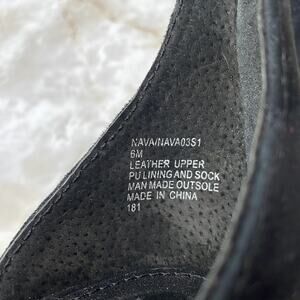 NAVA/NAVA03S1
6M
LEATHER UPPER
PU LINING AND SOCK
MAN MADE OUTSOLE
MADE IN CHINA
181